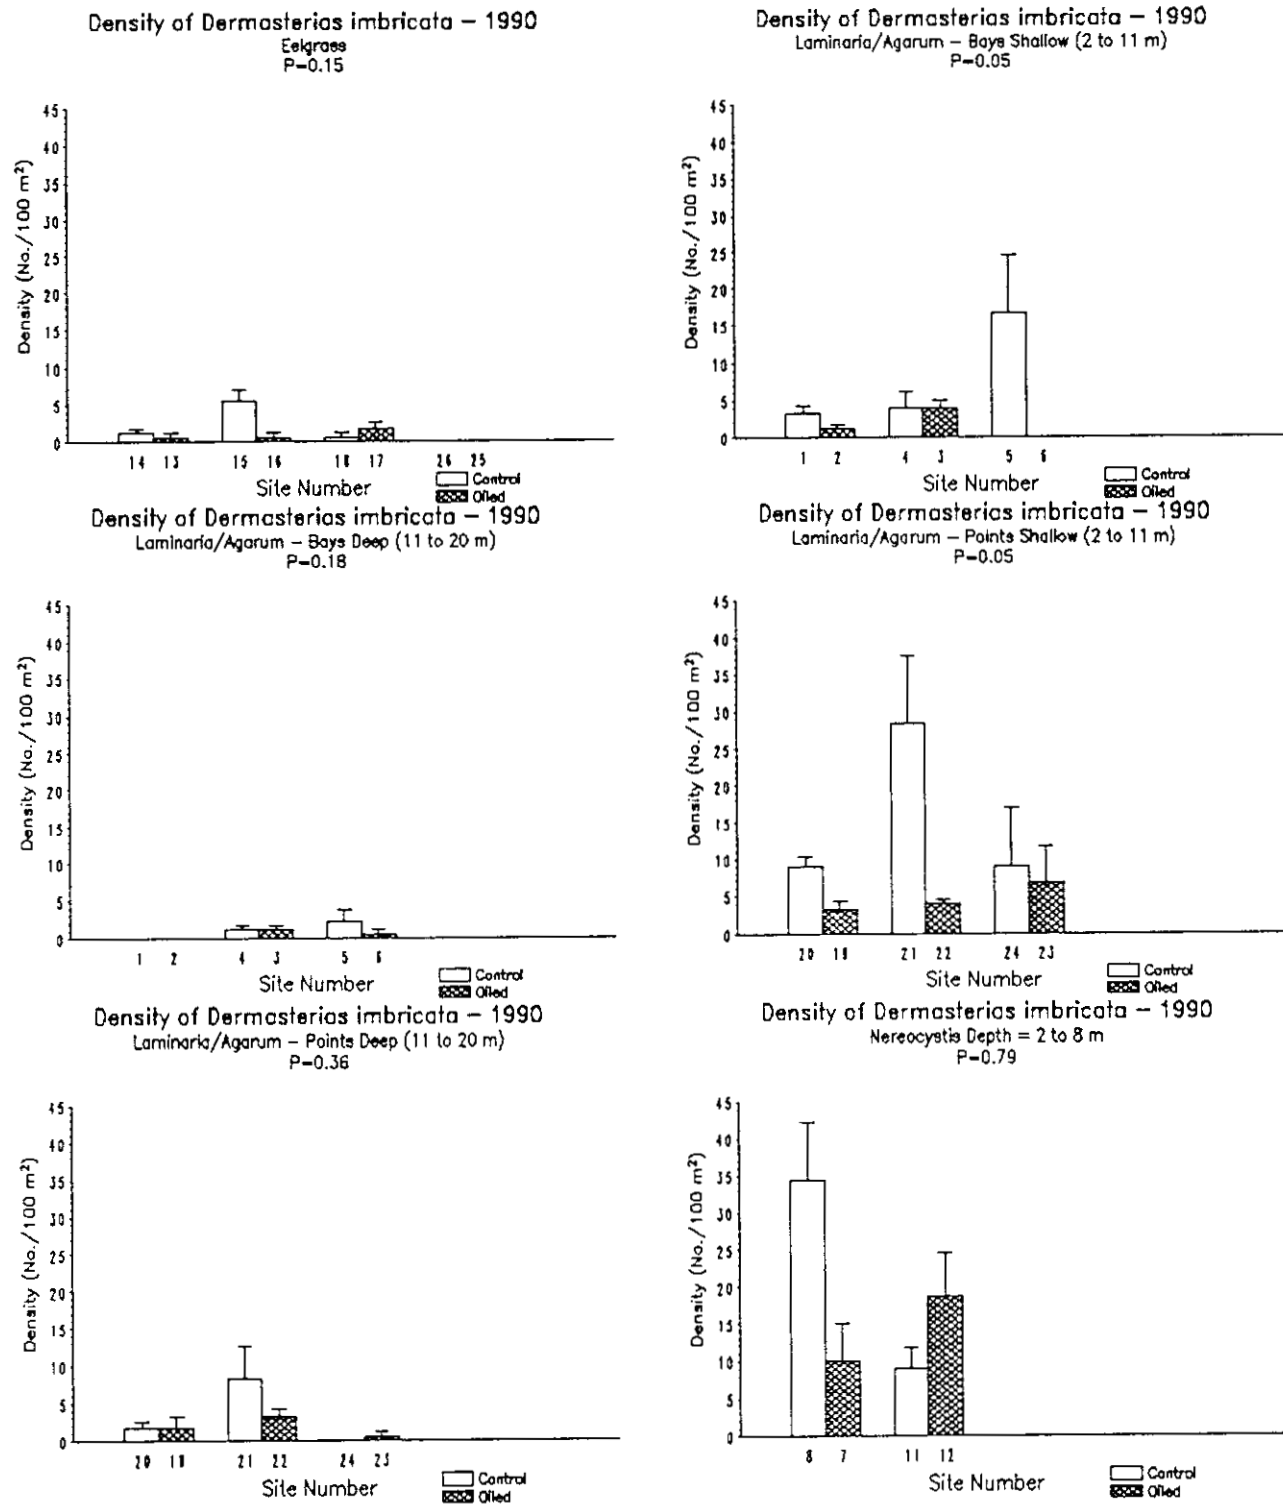 Density of Dermasterias imbricata – 1990
Eelgrass
P=0.15
Density (No./100 m²)
45
40
35
30
25
20
15
10
5
0
14 13 15 16 18 17 26 25
Site Number
Control
Oiled
Density of Dermasterias imbricata – 1990
Laminaria/Agarum – Bays Shallow (2 to 11 m)
P=0.05
Density (No./100 m²)
45
40
35
30
25
20
15
10
5
0
1 2 4 3 5 6
Site Number
Control
Oiled
Density of Dermasterias imbricata – 1990
Laminaria/Agarum – Bays Deep (11 to 20 m)
P=0.18
Density (No./100 m²)
45
40
35
30
25
20
15
10
5
0
1 2 4 3 5 6
Site Number
Control
Oiled
Density of Dermasterias imbricata – 1990
Laminaria/Agarum – Points Shallow (2 to 11 m)
P=0.05
Density (No./100 m²)
45
40
35
30
25
20
15
10
5
0
20 19 21 22 24 23
Site Number
Control
Oiled
Density of Dermasterias imbricata – 1990
Laminaria/Agarum – Points Deep (11 to 20 m)
P=0.36
Density (No./100 m²)
45
40
35
30
25
20
15
10
5
0
20 19 21 22 24 23
Site Number
Control
Oiled
Density of Dermasterias imbricata – 1990
Nereocystis Depth = 2 to 8 m
P=0.79
Density (No./100 m²)
45
40
35
30
25
20
15
10
5
0
8 7 11 12
Site Number
Control
Oiled